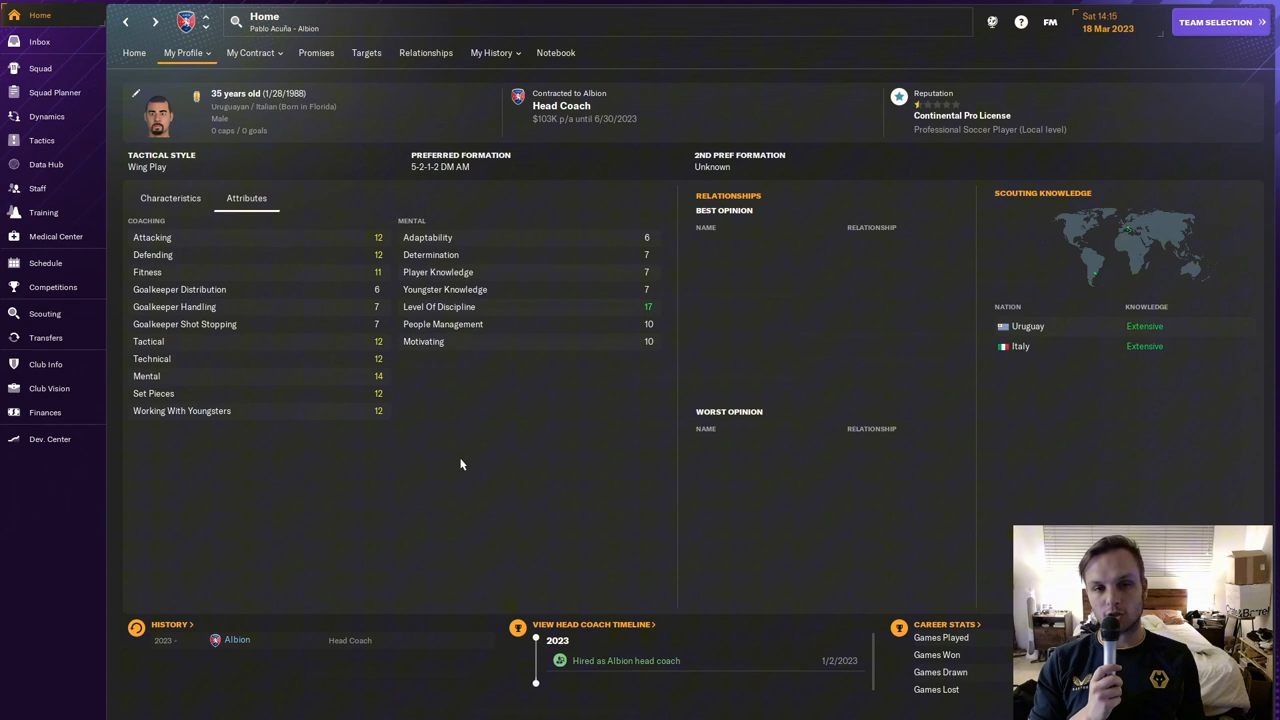 Home
Inbox
Squad
Squad Planner
Dynamics
Tactics
Data Hub
Staff
Training
Medical Center
Schedule
Competitions
Scouting
Transfers
Club Info
Club Vision
Finances
Dev. Center
Home
Pablo Acuña - Albion
FM
Sat 14:15
18 Mar 2023
TEAM SELECTION
Home My Profile My Contract Promises Targets Relationships My History Notebook
35 years old (1/28/1988)
Uruguayan / Italian (Born in Florida)
Male
0 caps / 0 goals
Contracted to Albion
Head Coach
$103K p/a until 6/30/2023
Reputation
Continental Pro License
Professional Soccer Player (Local level)
TACTICAL STYLE
Wing Play
PREFERRED FORMATION
5-2-1-2 DM AM
2ND PREF FORMATION
Unknown
Characteristics Attributes
COACHING
Attacking 12
Defending 12
Fitness 11
Goalkeeper Distribution 6
Goalkeeper Handling 7
Goalkeeper Shot Stopping 7
Tactical 12
Technical 12
Mental 14
Set Pieces 12
Working With Youngsters 12
MENTAL
Adaptability 6
Determination 7
Player Knowledge 7
Youngster Knowledge 7
Level Of Discipline 17
People Management 10
Motivating 10
RELATIONSHIPS
BEST OPINION
NAME RELATIONSHIP
WORST OPINION
NAME RELATIONSHIP
SCOUTING KNOWLEDGE
NATION KNOWLEDGE
Uruguay Extensive
Italy Extensive
HISTORY >
2023 - Albion Head Coach
VIEW HEAD COACH TIMELINE >
2023
Hired as Albion head coach 1/2/2023
CAREER STATS >
Games Played
Games Won
Games Drawn
Games Lost